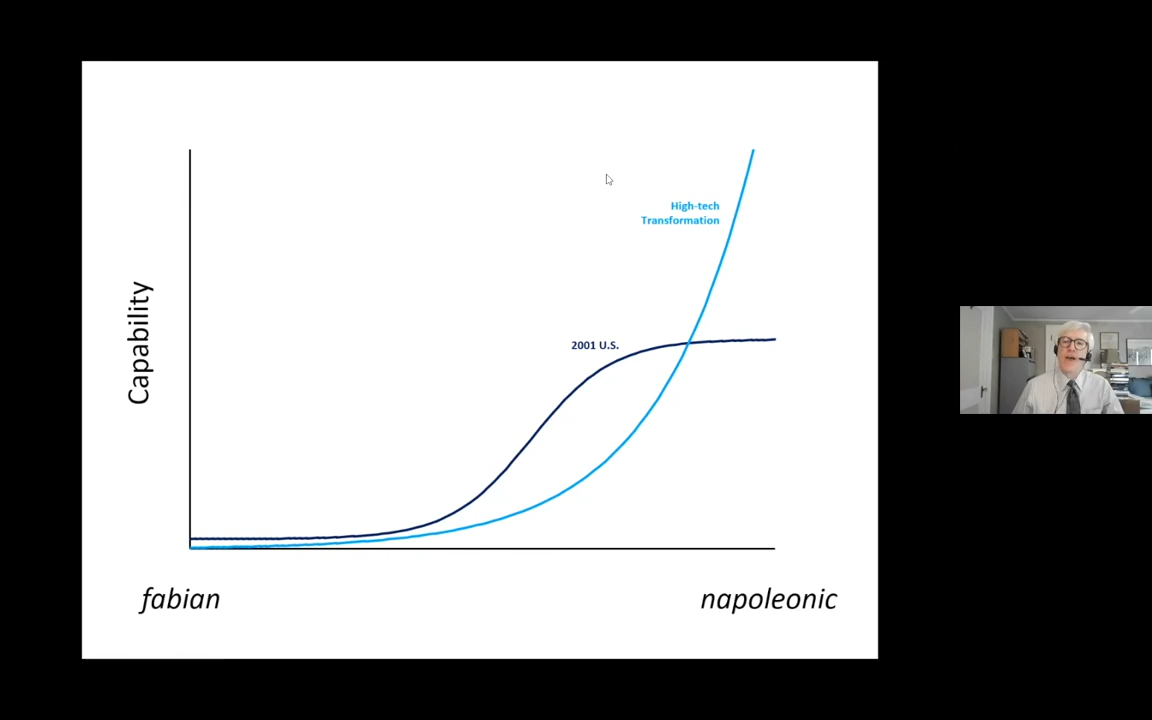 High-tech
Transformation
2001 U.S.
Capability
fabian
napoleonic